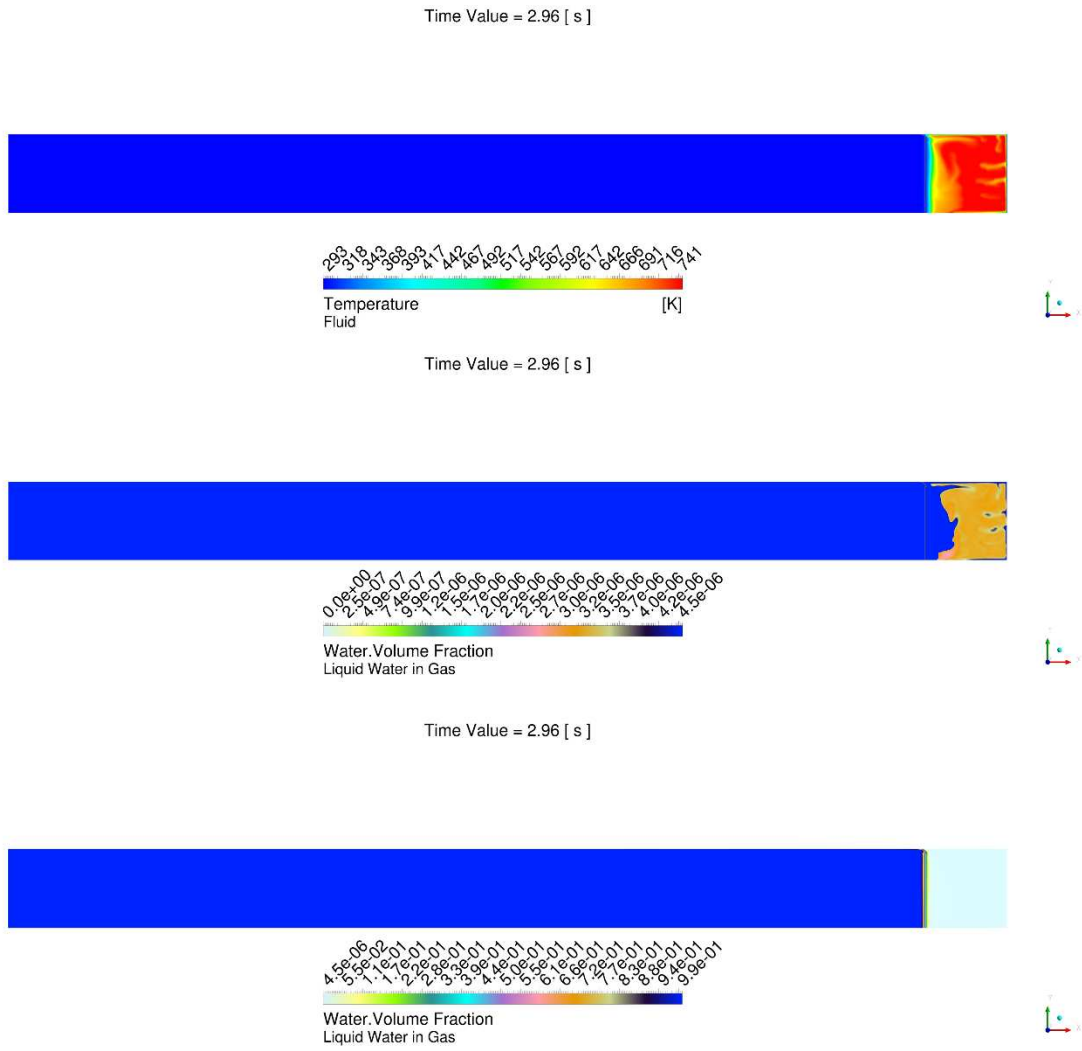 Time Value = 2.96 [ s ]
293 318 343 368 393 417 442 467 492 517 542 567 592 617 642 666 691 716 741
Temperature [K]
Fluid
Y
X
Time Value = 2.96 [ s ]
0.0e+00 2.5e-07 4.9e-07 7.4e-07 9.9e-07 1.2e-06 1.5e-06 1.7e-06 2.0e-06 2.2e-06 2.5e-06 2.7e-06 3.0e-06 3.2e-06 3.5e-06 3.7e-06 4.0e-06 4.2e-06 4.5e-06
Water.Volume Fraction
Liquid Water in Gas
Y
X
Time Value = 2.96 [ s ]
4.5e-06 5.5e-02 1.1e-01 1.7e-01 2.2e-01 2.8e-01 3.3e-01 3.9e-01 4.4e-01 5.0e-01 5.5e-01 6.1e-01 6.6e-01 7.2e-01 7.7e-01 8.3e-01 8.8e-01 9.4e-01 9.9e-01
Water.Volume Fraction
Liquid Water in Gas
Y
X